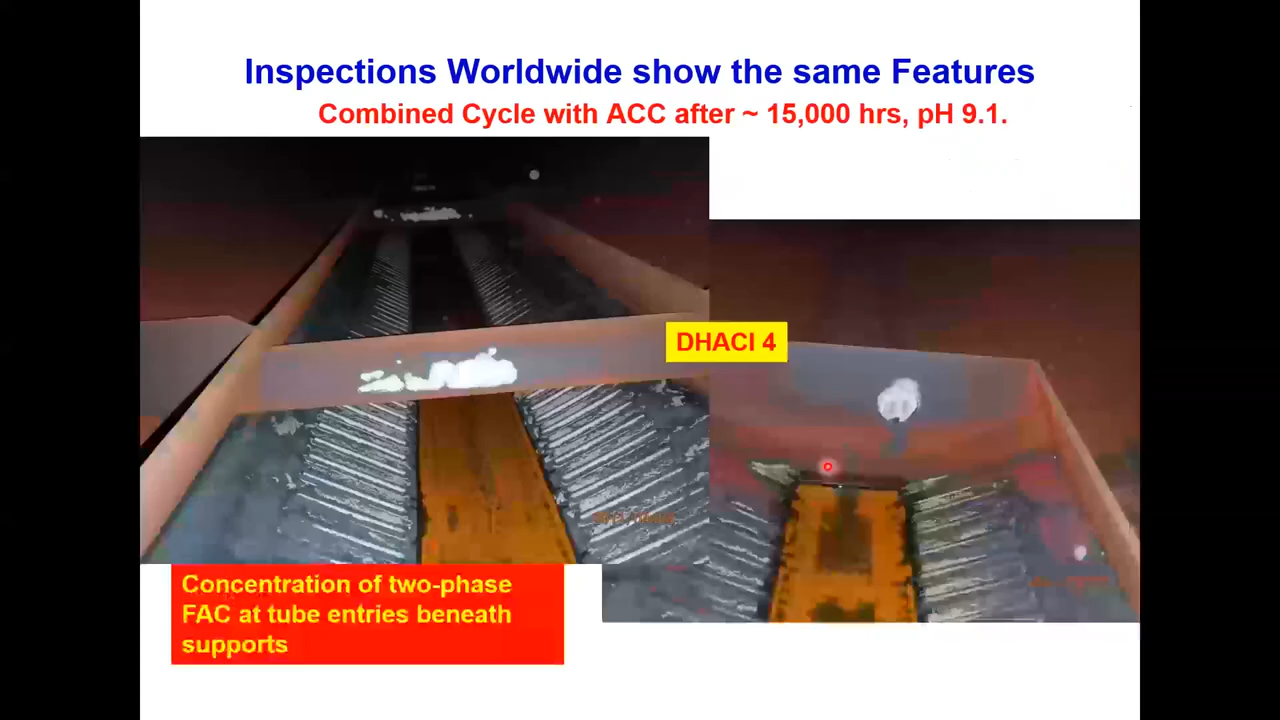 Inspections Worldwide show the same Features
Combined Cycle with ACC after ~ 15,000 hrs, pH 9.1.
DHACI 4
Concentration of two-phase
FAC at tube entries beneath
supports